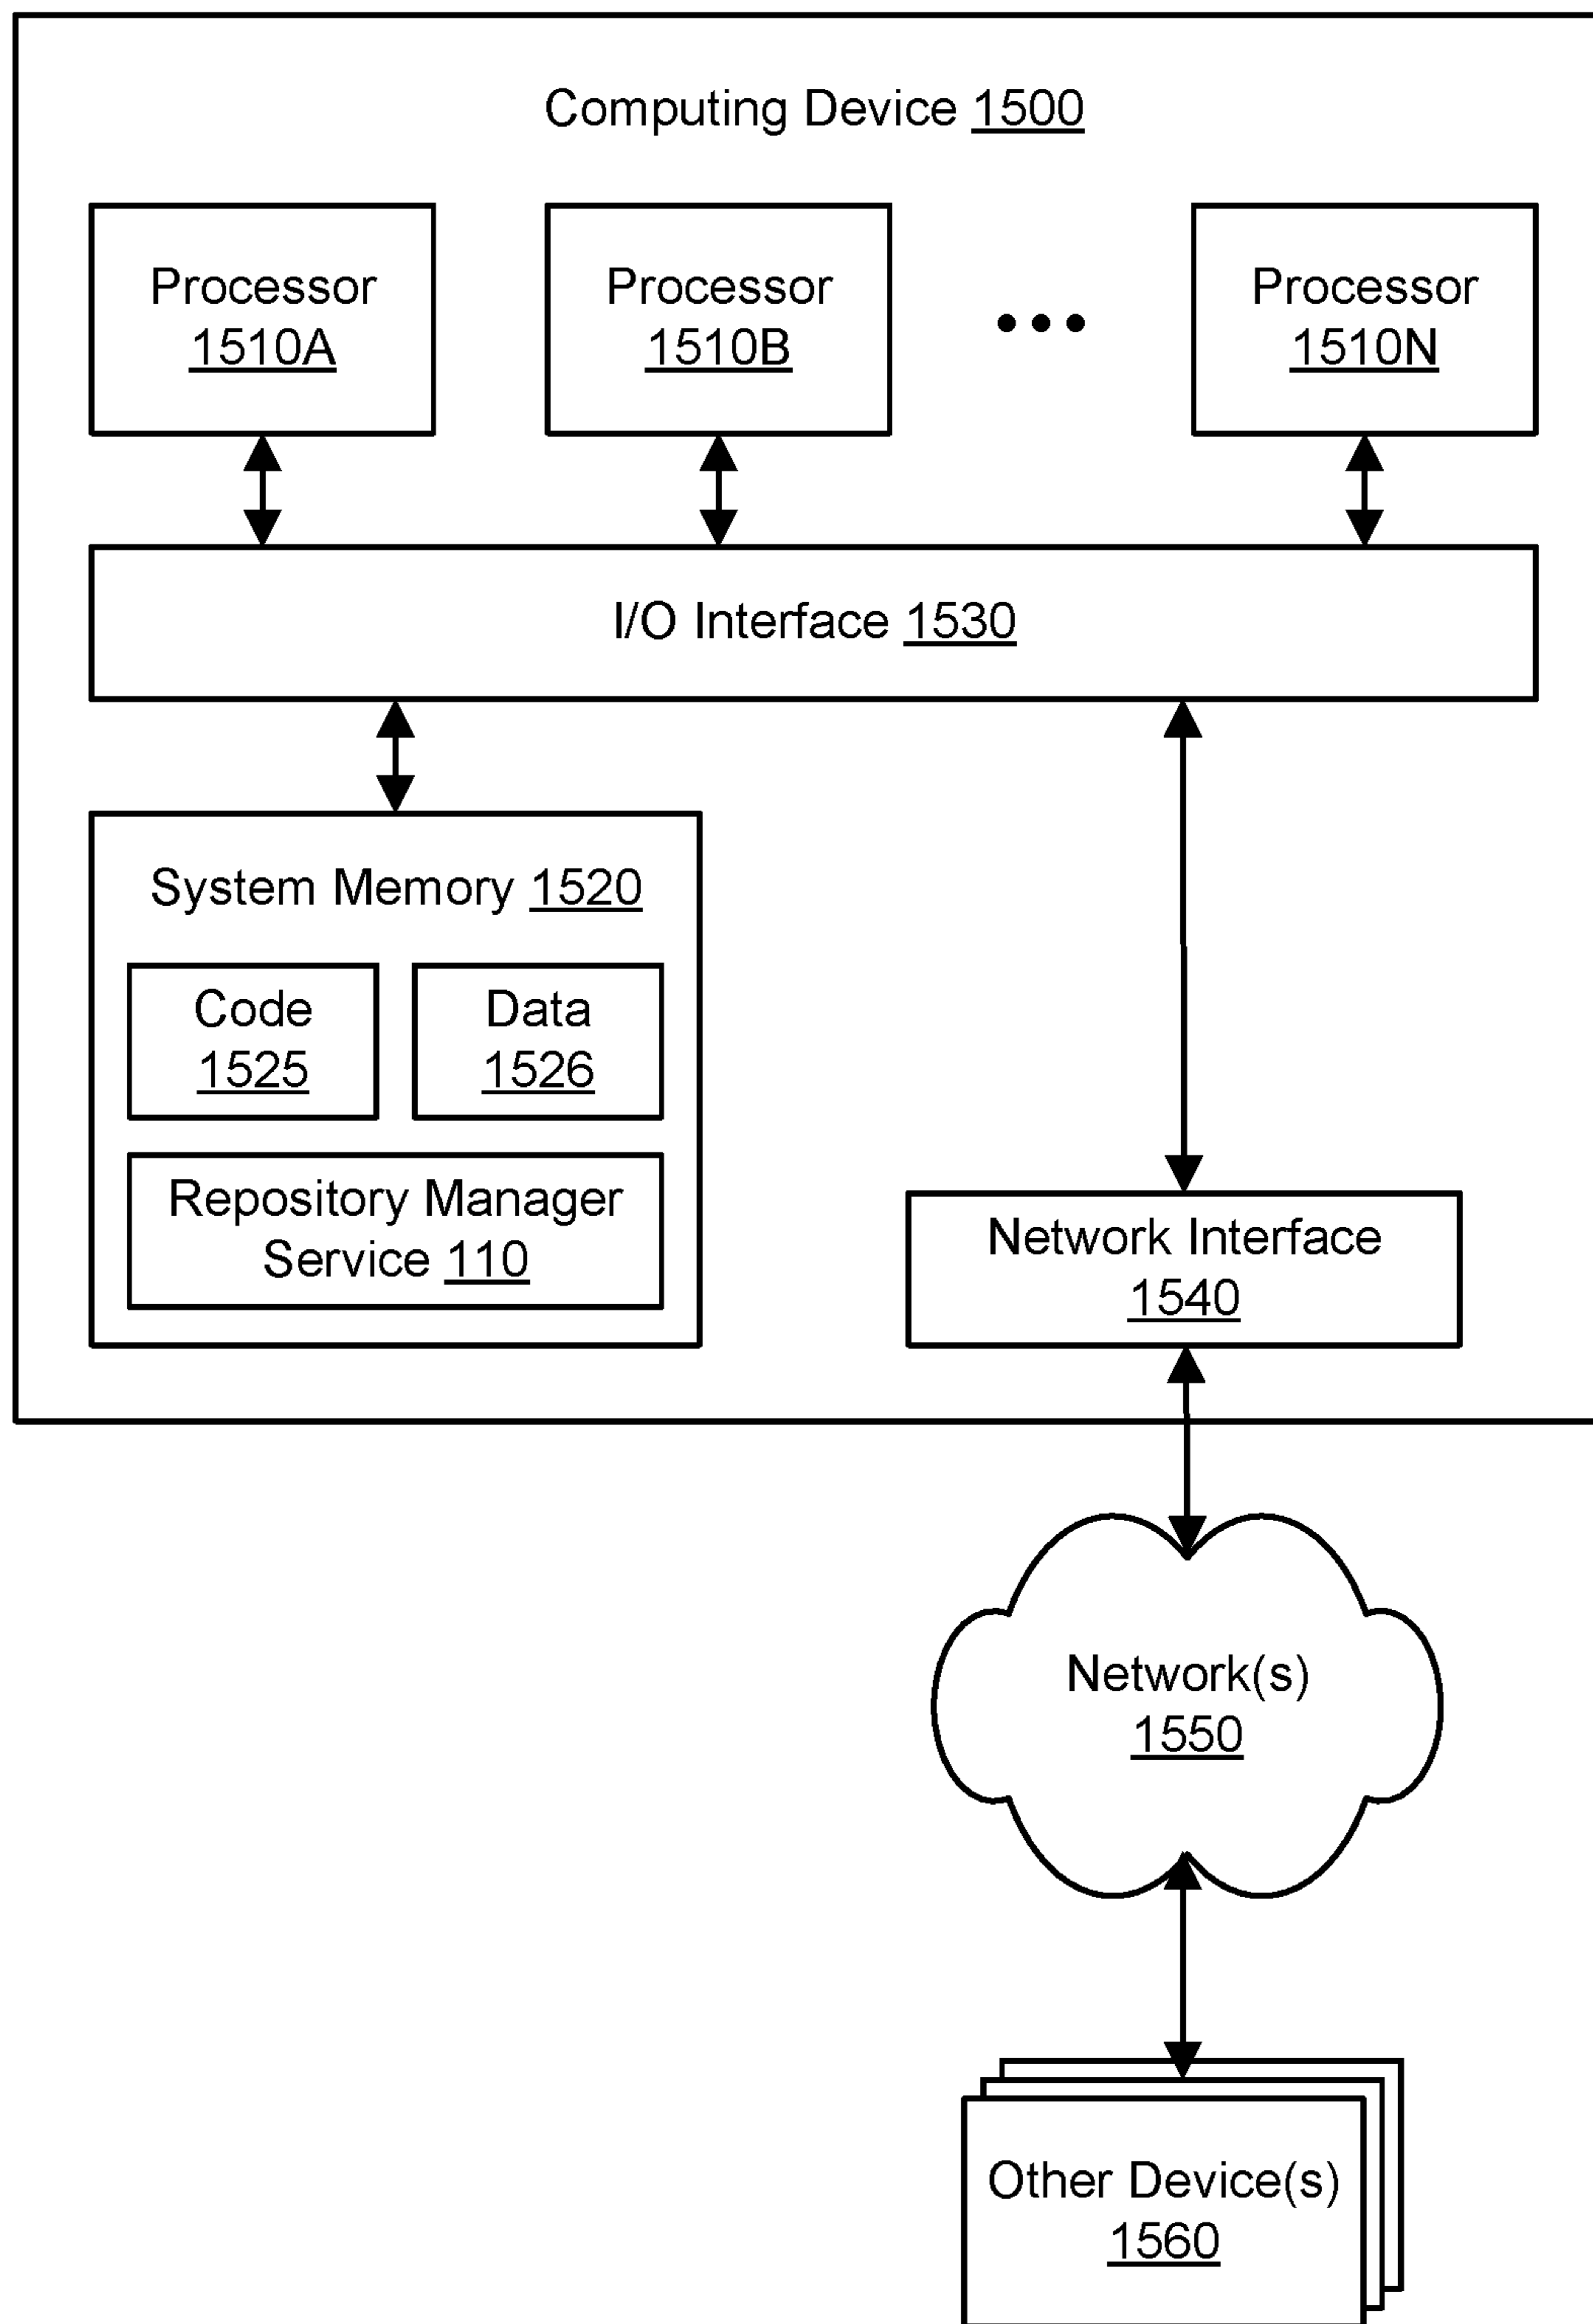 Computing Device 1500
Processor
1510A
Processor
1510B
Processor
1510N
I/O Interface 1530
System Memory 1520
Code
1525
Data
1526
Repository Manager
Service 110
Network Interface
1540
Network(s)
1550
Other Device(s)
1560